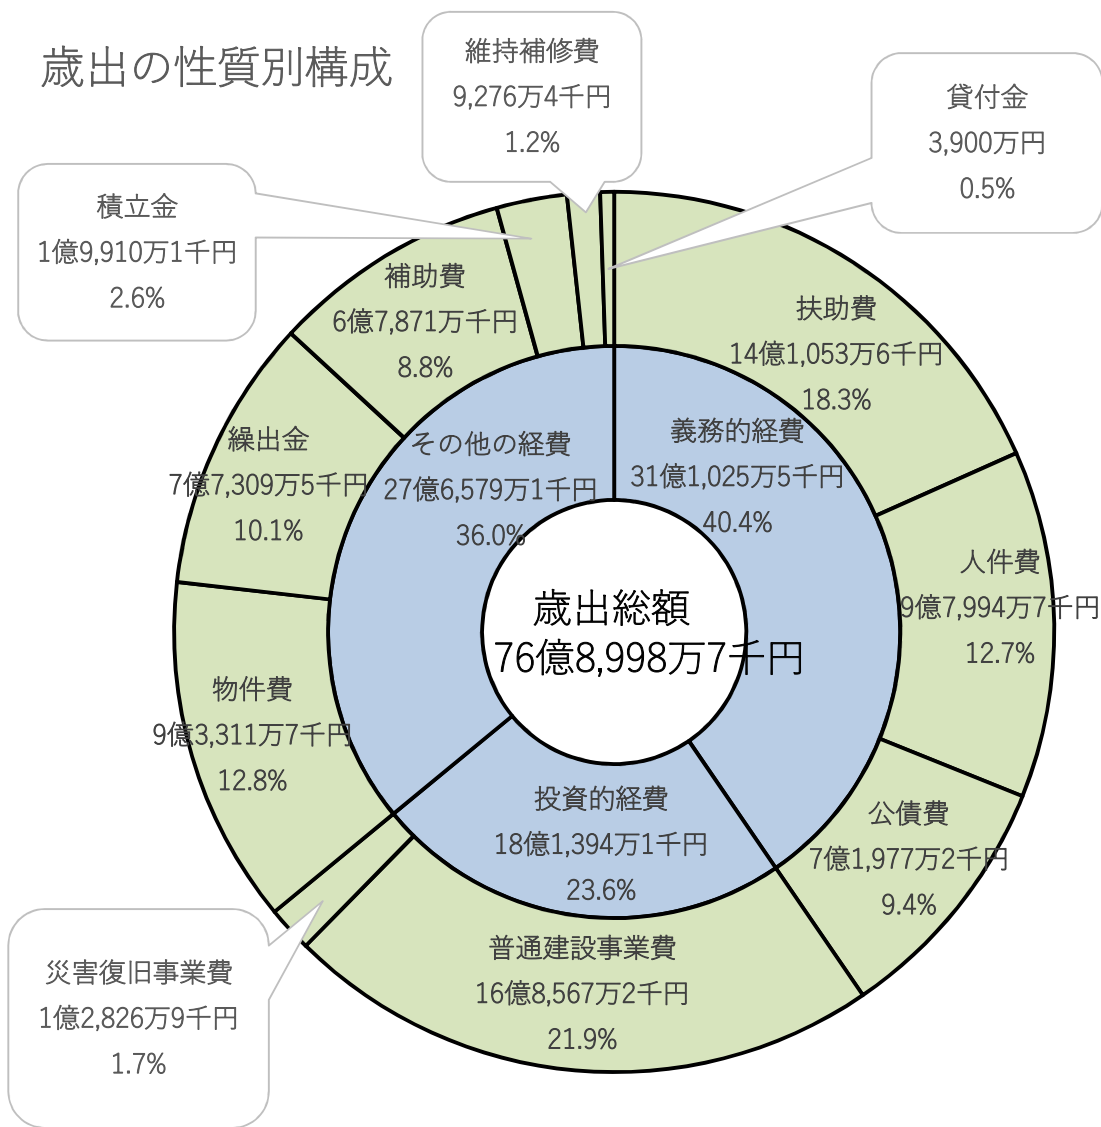 歳出の性質別構成
維持補修費
9,276万4千円
1.2%
貸付金
3,900万円
0.5%
積立金
1億9,910万1千円
2.6%
補助費
6億7,871万千円
8.8%
扶助費
14億1,053万6千円
18.3%
繰出金
7億7,309万5千円
10.1%
その他の経費
27億6,579万1千円
36.0%
義務的経費
31億1,025万5千円
40.4%
人件費
9億7,994万7千円
12.7%
歳出総額
76億8,998万7千円
物件費
9億3,311万7千円
12.8%
投資的経費
18億1,394万1千円
23.6%
公債費
7億1,977万2千円
9.4%
普通建設事業費
16億8,567万2千円
21.9%
災害復旧事業費
1億2,826万9千円
1.7%